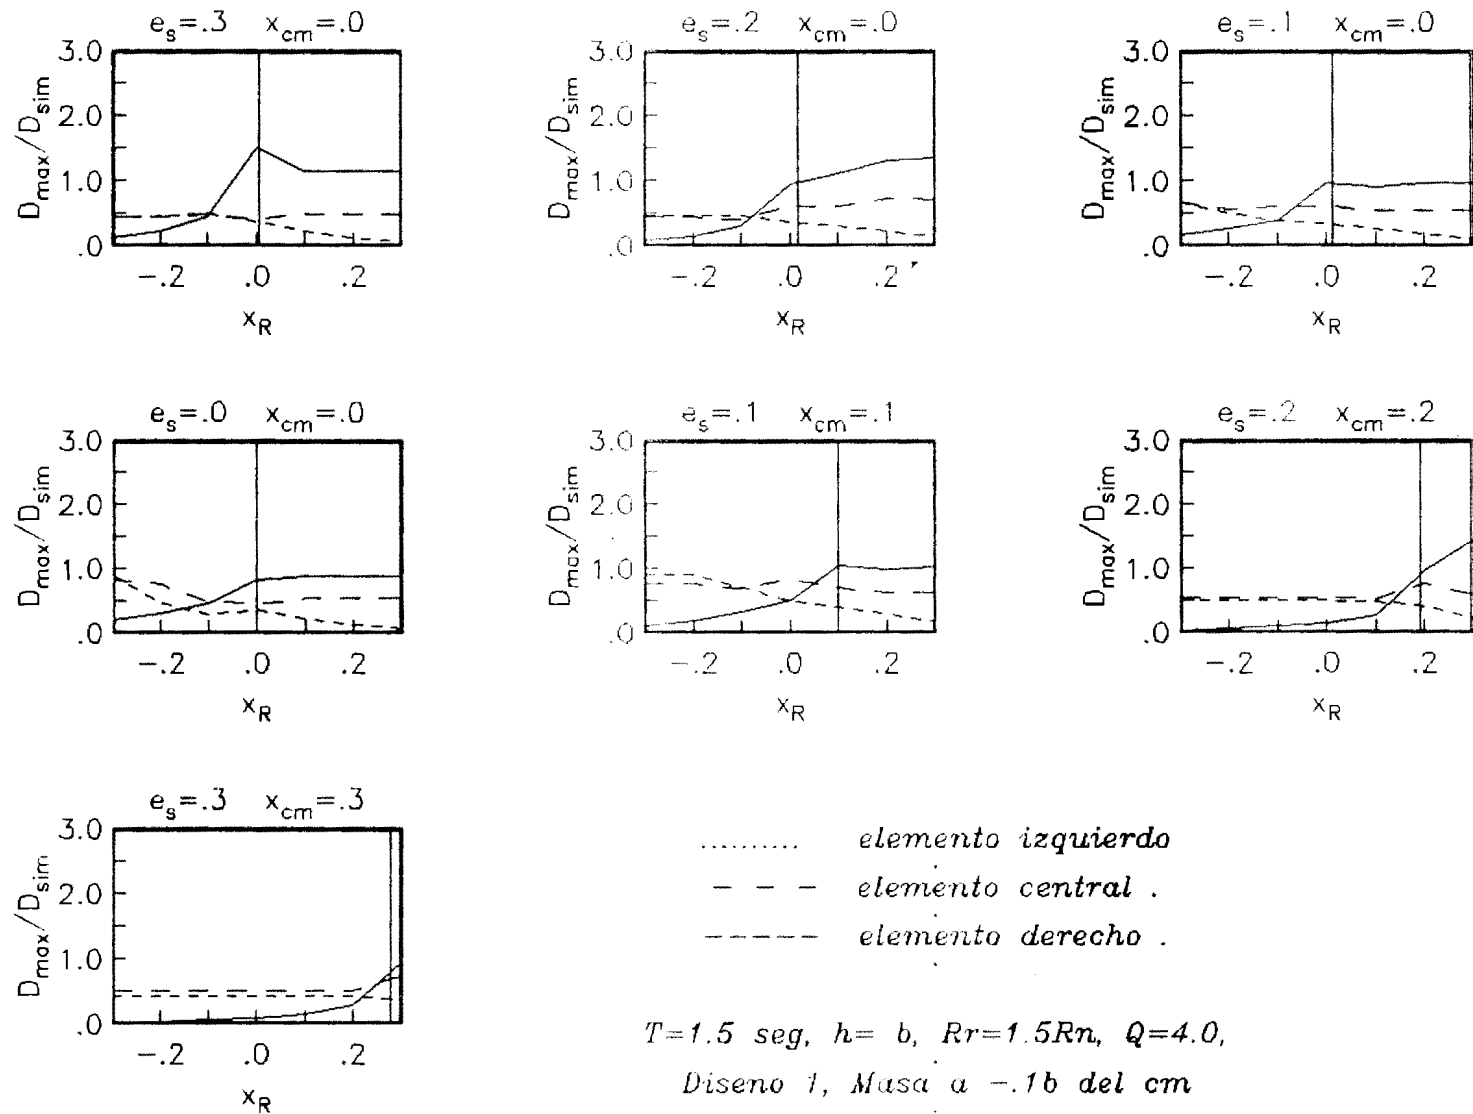 e_s=.3 x_cm=.0
3.0
2.0
1.0
.0
D_max/D_sim
-.2 .0 .2
x_R
e_s=.2 x_cm=.0
3.0
2.0
1.0
.0
D_max/D_sim
-.2 .0 .2
x_R
e_s=.1 x_cm=.0
3.0
2.0
1.0
.0
D_max/D_sim
-.2 .0 .2
x_R
e_s=.0 x_cm=.0
3.0
2.0
1.0
.0
D_max/D_sim
-.2 .0 .2
x_R
e_s=.1 x_cm=.1
3.0
2.0
1.0
.0
D_max/D_sim
-.2 .0 .2
x_R
e_s=.2 x_cm=.2
3.0
2.0
1.0
.0
D_max/D_sim
-.2 .0 .2
x_R
e_s=.3 x_cm=.3
3.0
2.0
1.0
.0
D_max/D_sim
-.2 .0 .2
x_R
elemento izquierdo
elemento central .
elemento derecho .
T=1.5 seg, h= b, Rr=1.5Rn, Q=4.0,
Diseno 1, Masa a -.1b del cm